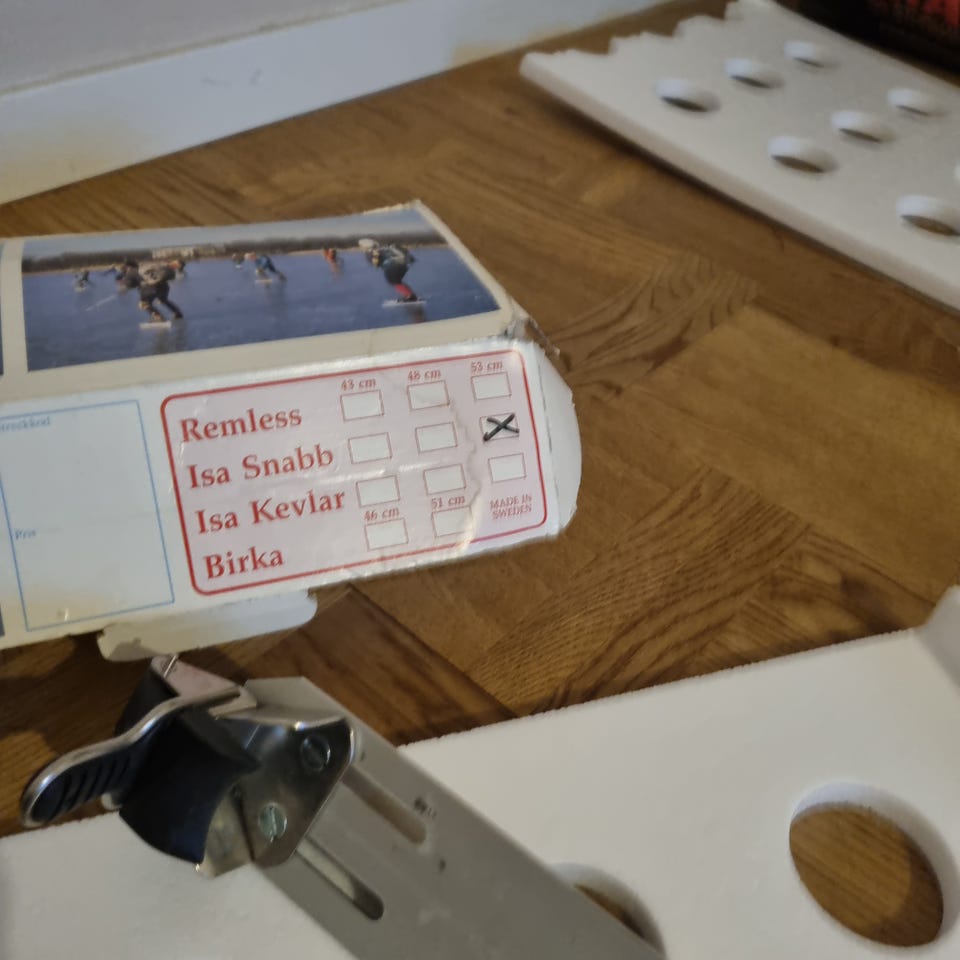 43 cm 48 cm 53 cm
Remless
Isa Snabb
Isa Kevlar
46 cm 51 cm
MADE IN
SWEDEN
Birka
Pris